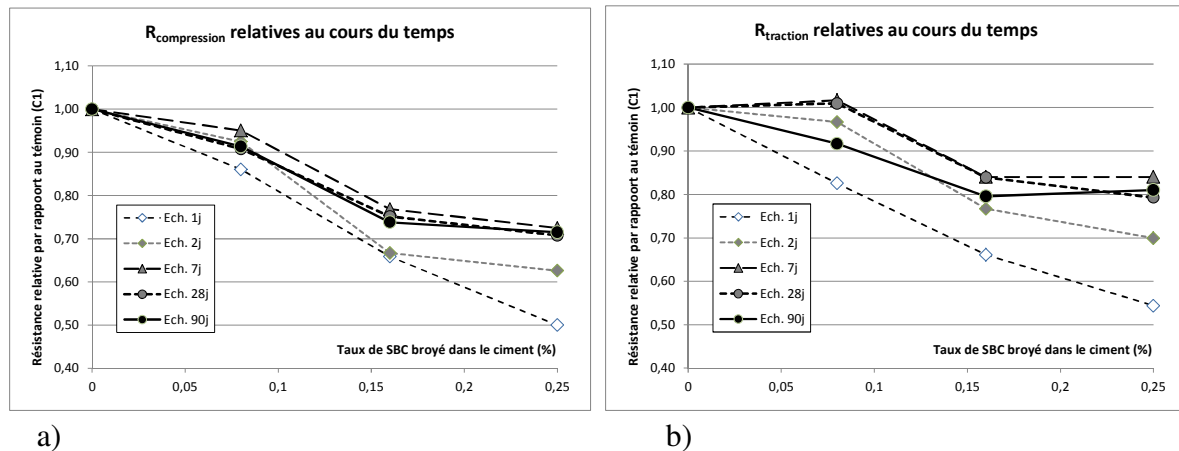 R compression relatives au cours du temps
Résistance relative par rapport au témoin (C1)
1,10
1,00
0,90
0,80
0,70
0,60
0,50
0,40
Ech. 1j
Ech. 2j
Ech. 7j
Ech. 28j
Ech. 90j
Taux de SBC broyé dans le ciment (%)
0 0,05 0,1 0,15 0,2 0,25
a)
R traction relatives au cours du temps
Résistance relative par rapport au témoin (C1)
1,10
1,00
0,90
0,80
0,70
0,60
0,50
0,40
Ech. 1j
Ech. 2j
Ech. 7j
Ech. 28j
Ech. 90j
Taux de SBC broyé dans le ciment (%)
0 0,05 0,1 0,15 0,2 0,25
b)